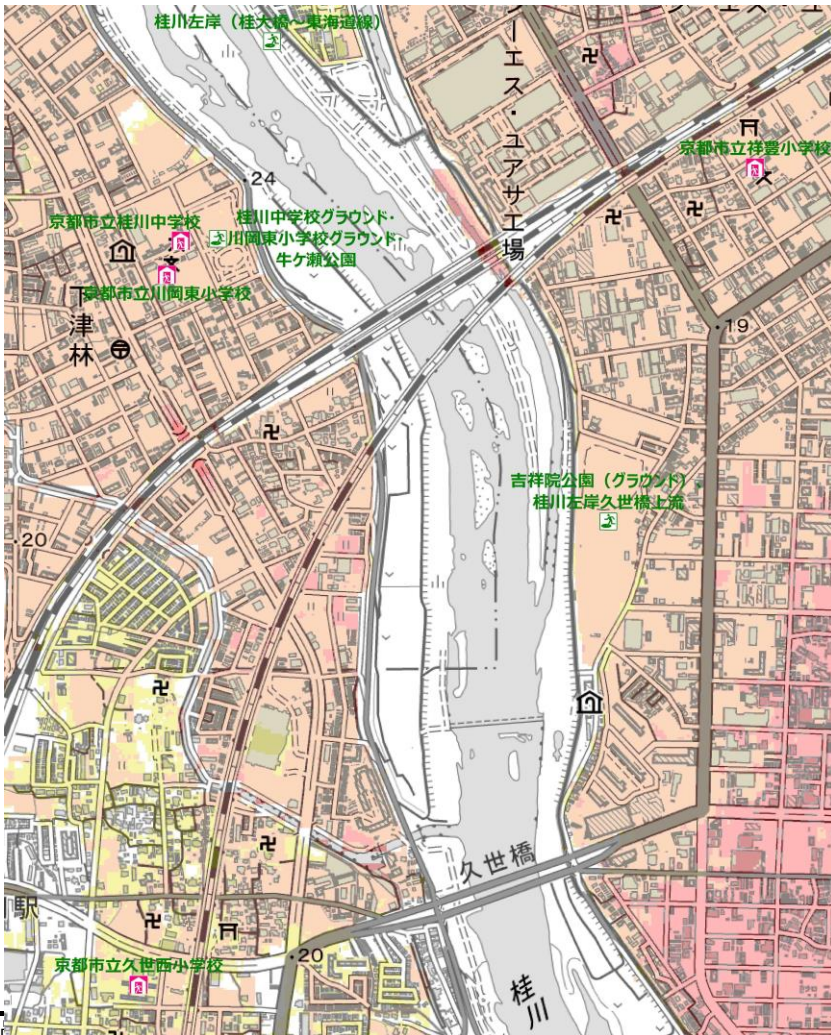 桂川左岸（桂大橋～東海道線）
ジーエス・ユアサ工場
京都市立祥豊小学校
24
京都市立桂川中学校
桂川中学校グラウンド・
川岡東小学校グラウンド・
牛ケ瀬公園
京都市立川岡東小学校
下津林
19
吉祥院公園（グラウンド）、
桂川左岸久世橋上流
20
久世橋
駅
20
京都市立久世西小学校
桂川